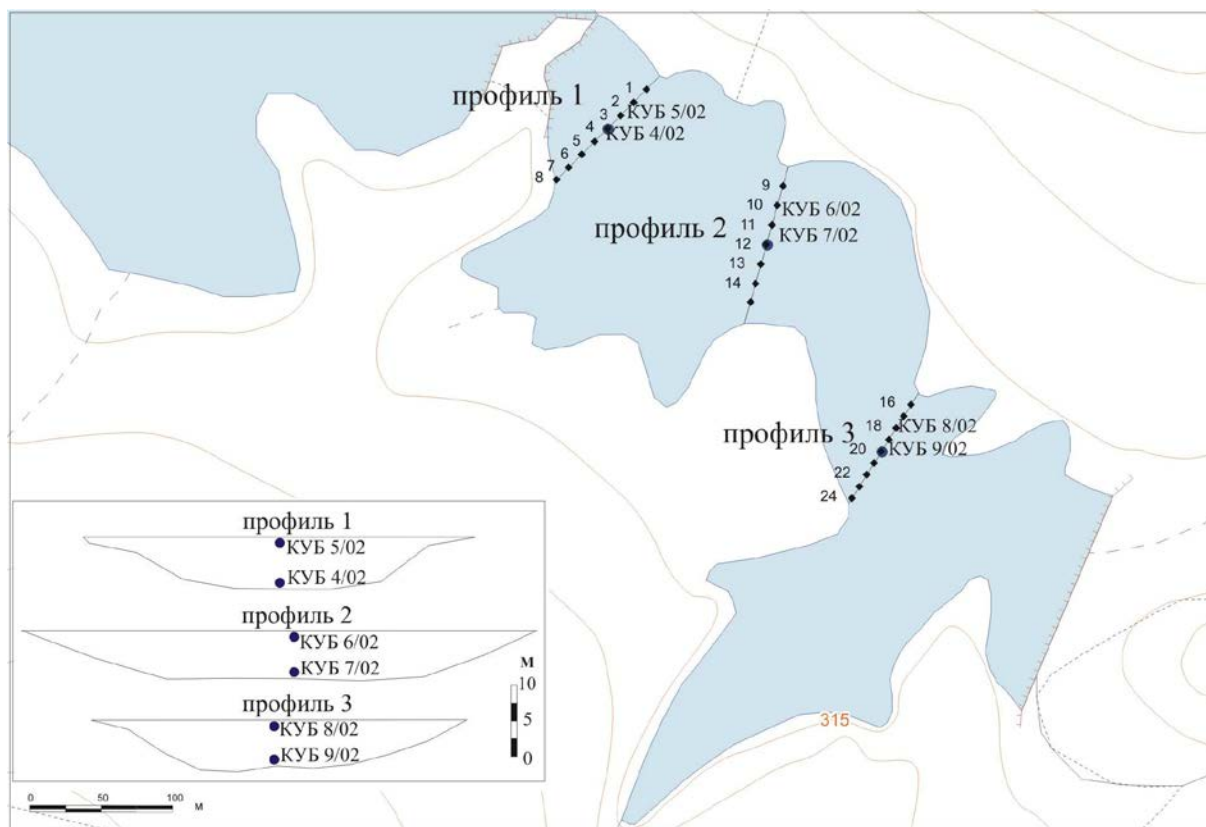 профиль 1
1
2
КУБ 5/02
3
КУБ 4/02
4
5
6
7
8
профиль 2
9
10
КУБ 6/02
11
КУБ 7/02
12
13
14
профиль 3
16
КУБ 8/02
18
КУБ 9/02
20
22
24
315
профиль 1
КУБ 5/02
КУБ 4/02
профиль 2
КУБ 6/02
КУБ 7/02
профиль 3
КУБ 8/02
КУБ 9/02
м
10
5
0
0 50 100
м